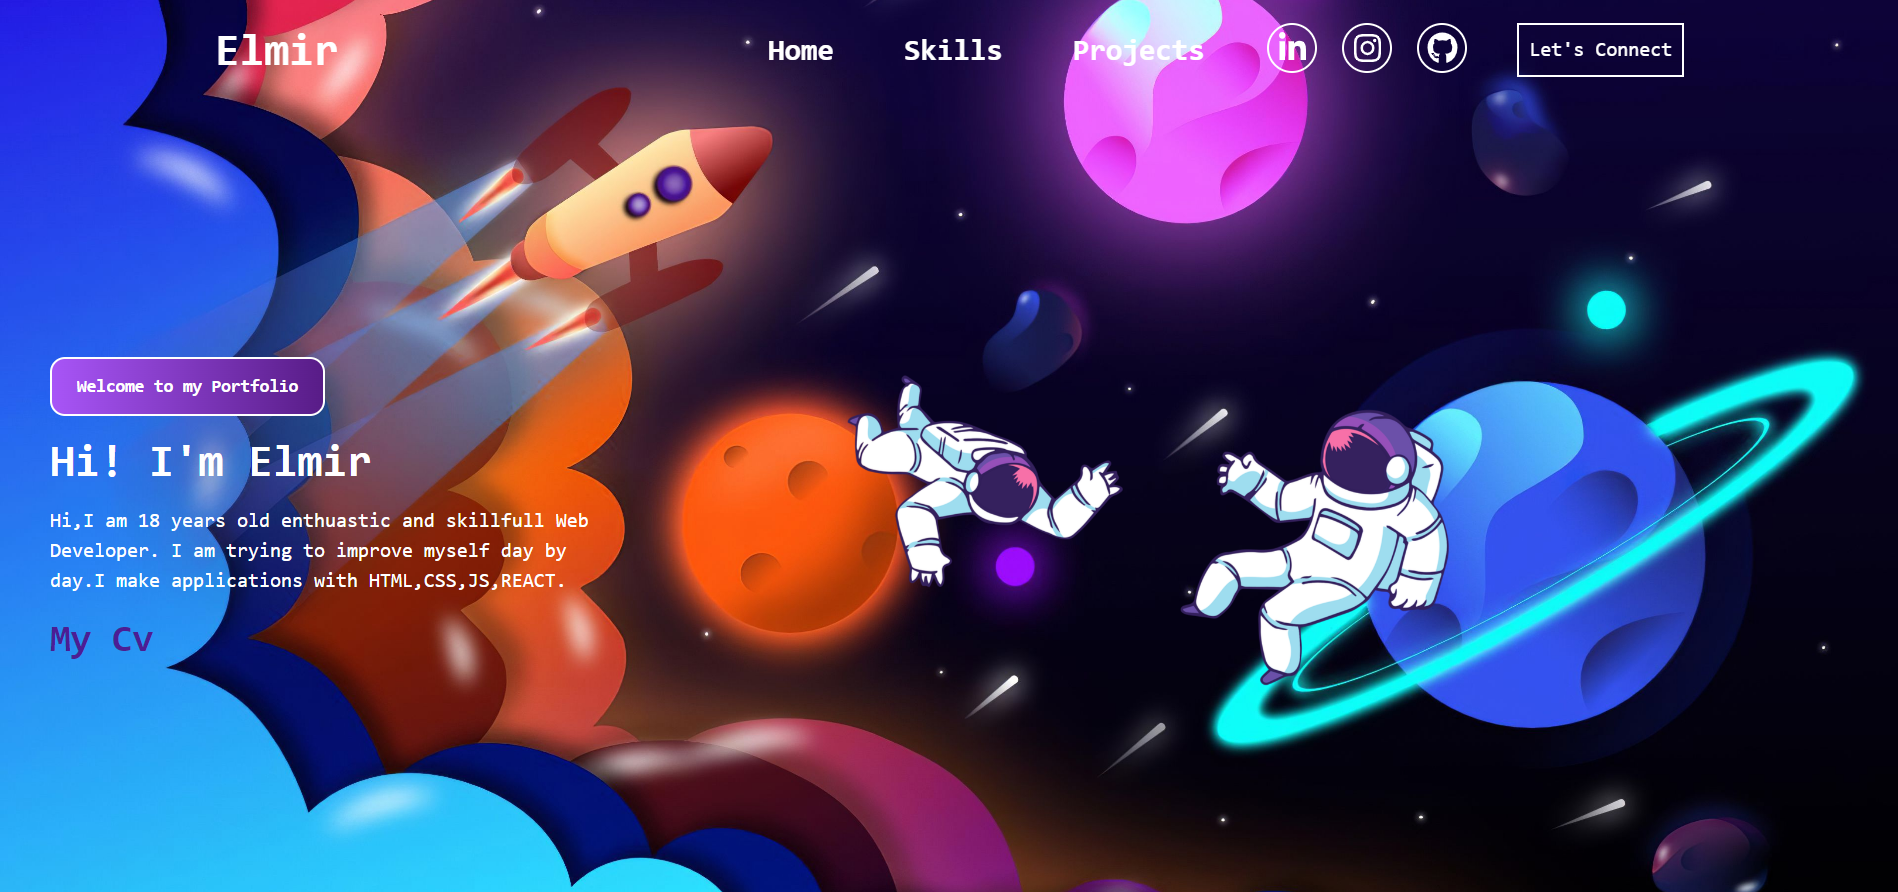 Elmir
Home Skills Projects in Let's Connect
Welcome to my Portfolio
Hi! I'm Elmir
Hi,I am 18 years old enthuastic and skillfull Web
Developer. I am trying to improve myself day by
day.I make applications with HTML,CSS,JS,REACT.
My Cv